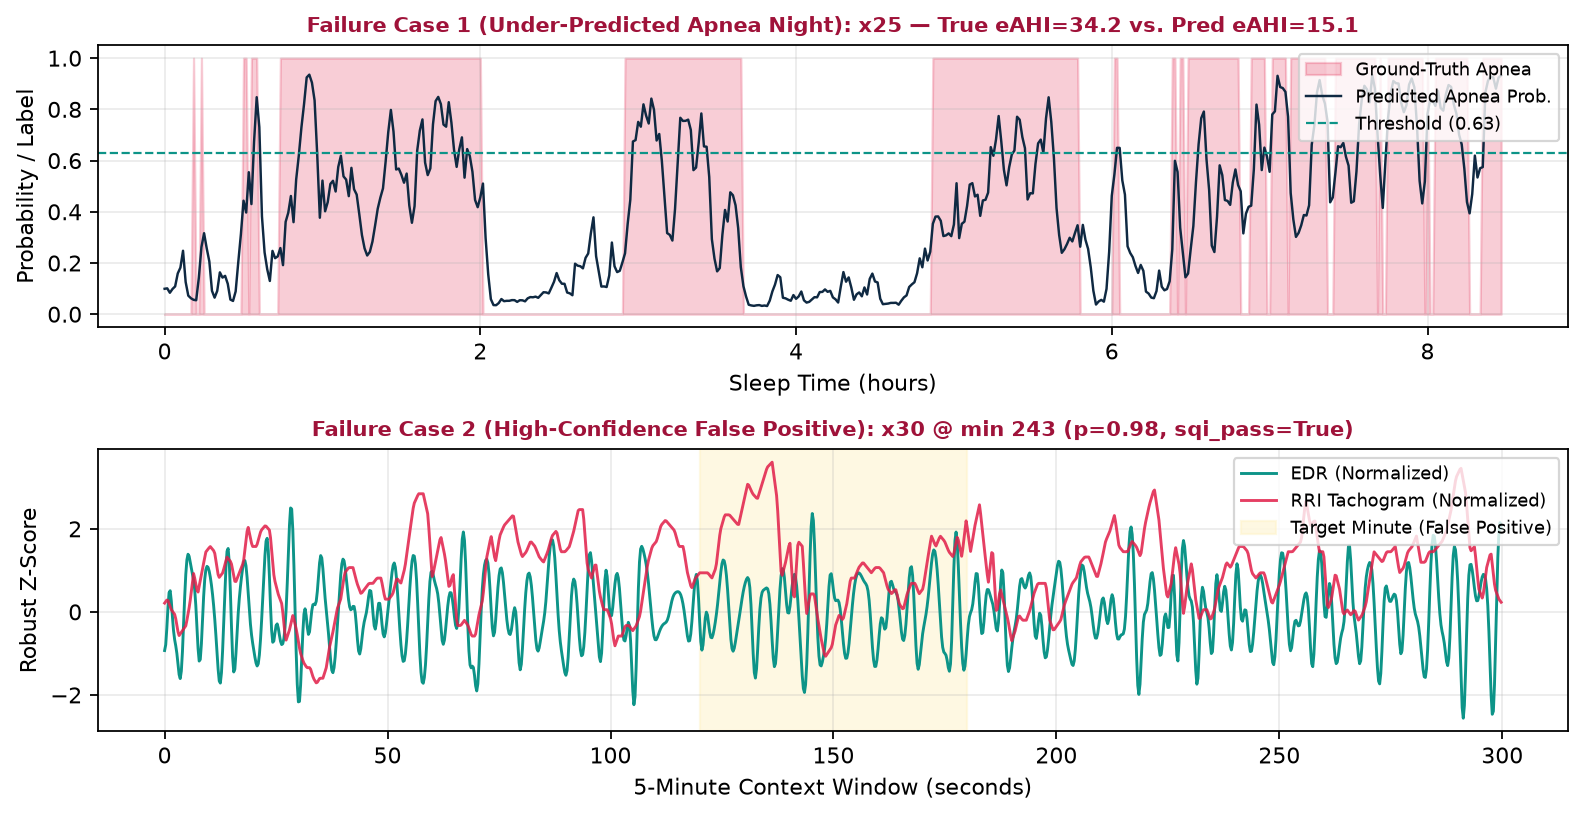 Failure Case 1 (Under-Predicted Apnea Night): x25 — True eAHI=34.2 vs. Pred eAHI=15.1
Probability / Label
1.0
0.8
0.6
0.4
0.2
0.0
Ground-Truth Apnea
Predicted Apnea Prob.
Threshold (0.63)
0 2 4 6 8
Sleep Time (hours)
Failure Case 2 (High-Confidence False Positive): x30 @ min 243 (p=0.98, sqi_pass=True)
Robust Z-Score
2
0
−2
EDR (Normalized)
RRI Tachogram (Normalized)
Target Minute (False Positive)
0 50 100 150 200 250 300
5-Minute Context Window (seconds)